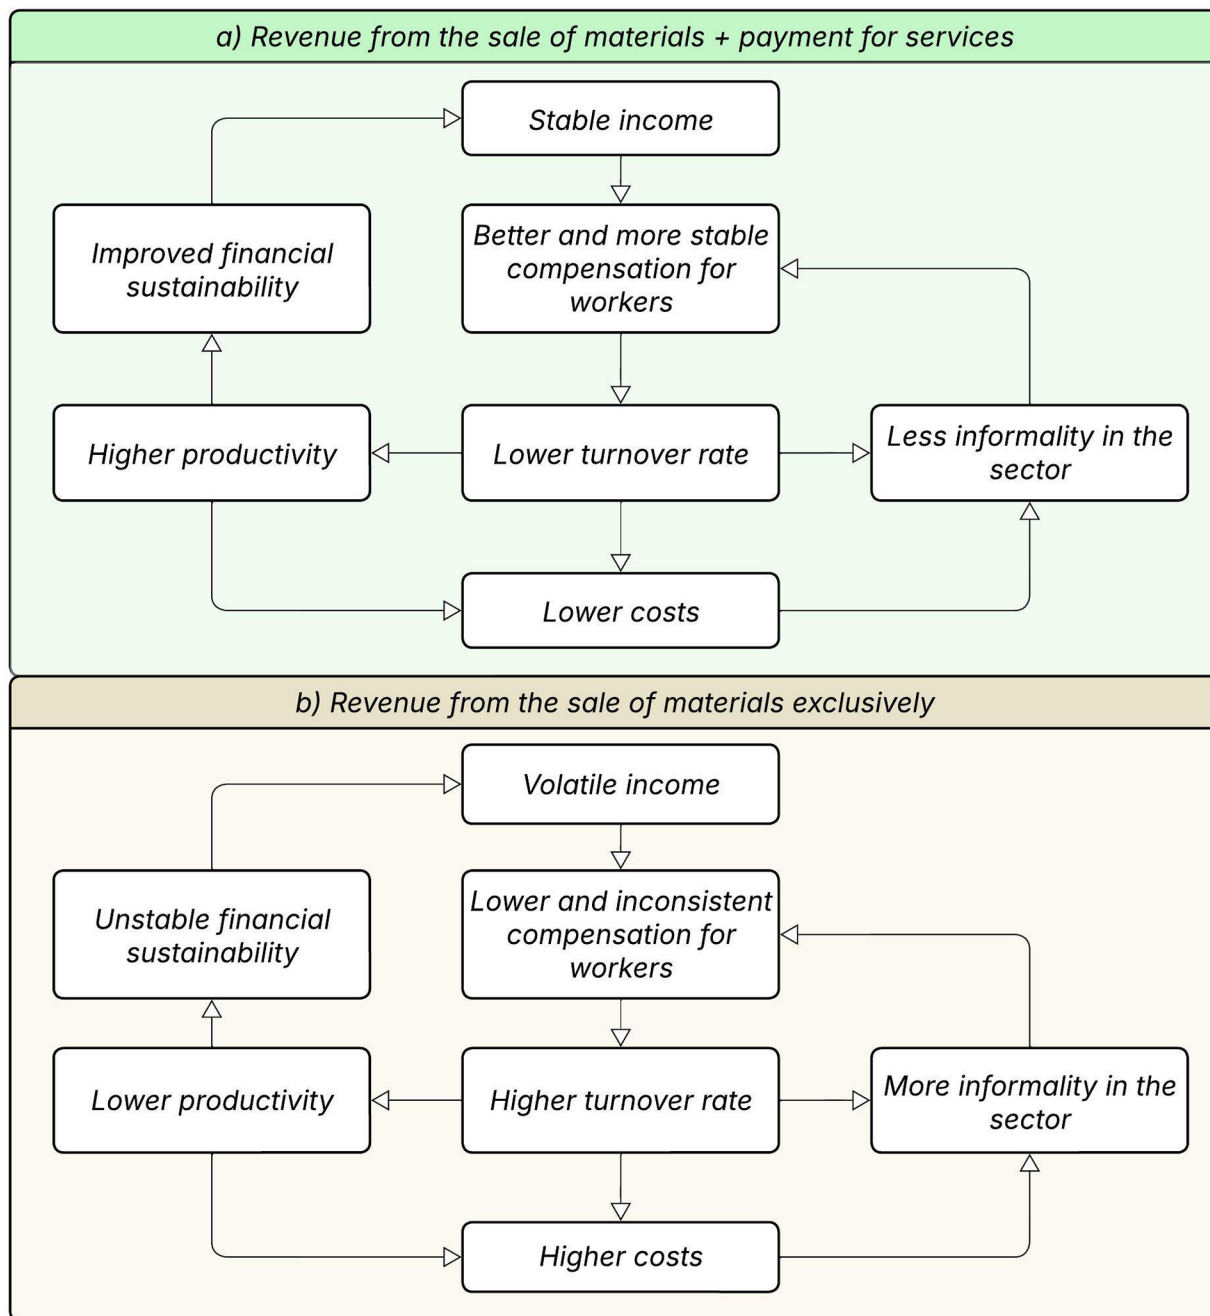 a) Revenue from the sale of materials + payment for services
Stable income
Improved financial
sustainability
Better and more stable
compensation for
workers
Higher productivity
Lower turnover rate
Less informality in the
sector
Lower costs
b) Revenue from the sale of materials exclusively
Volatile income
Unstable financial
sustainability
Lower and inconsistent
compensation for
workers
Lower productivity
Higher turnover rate
More informality in the
sector
Higher costs